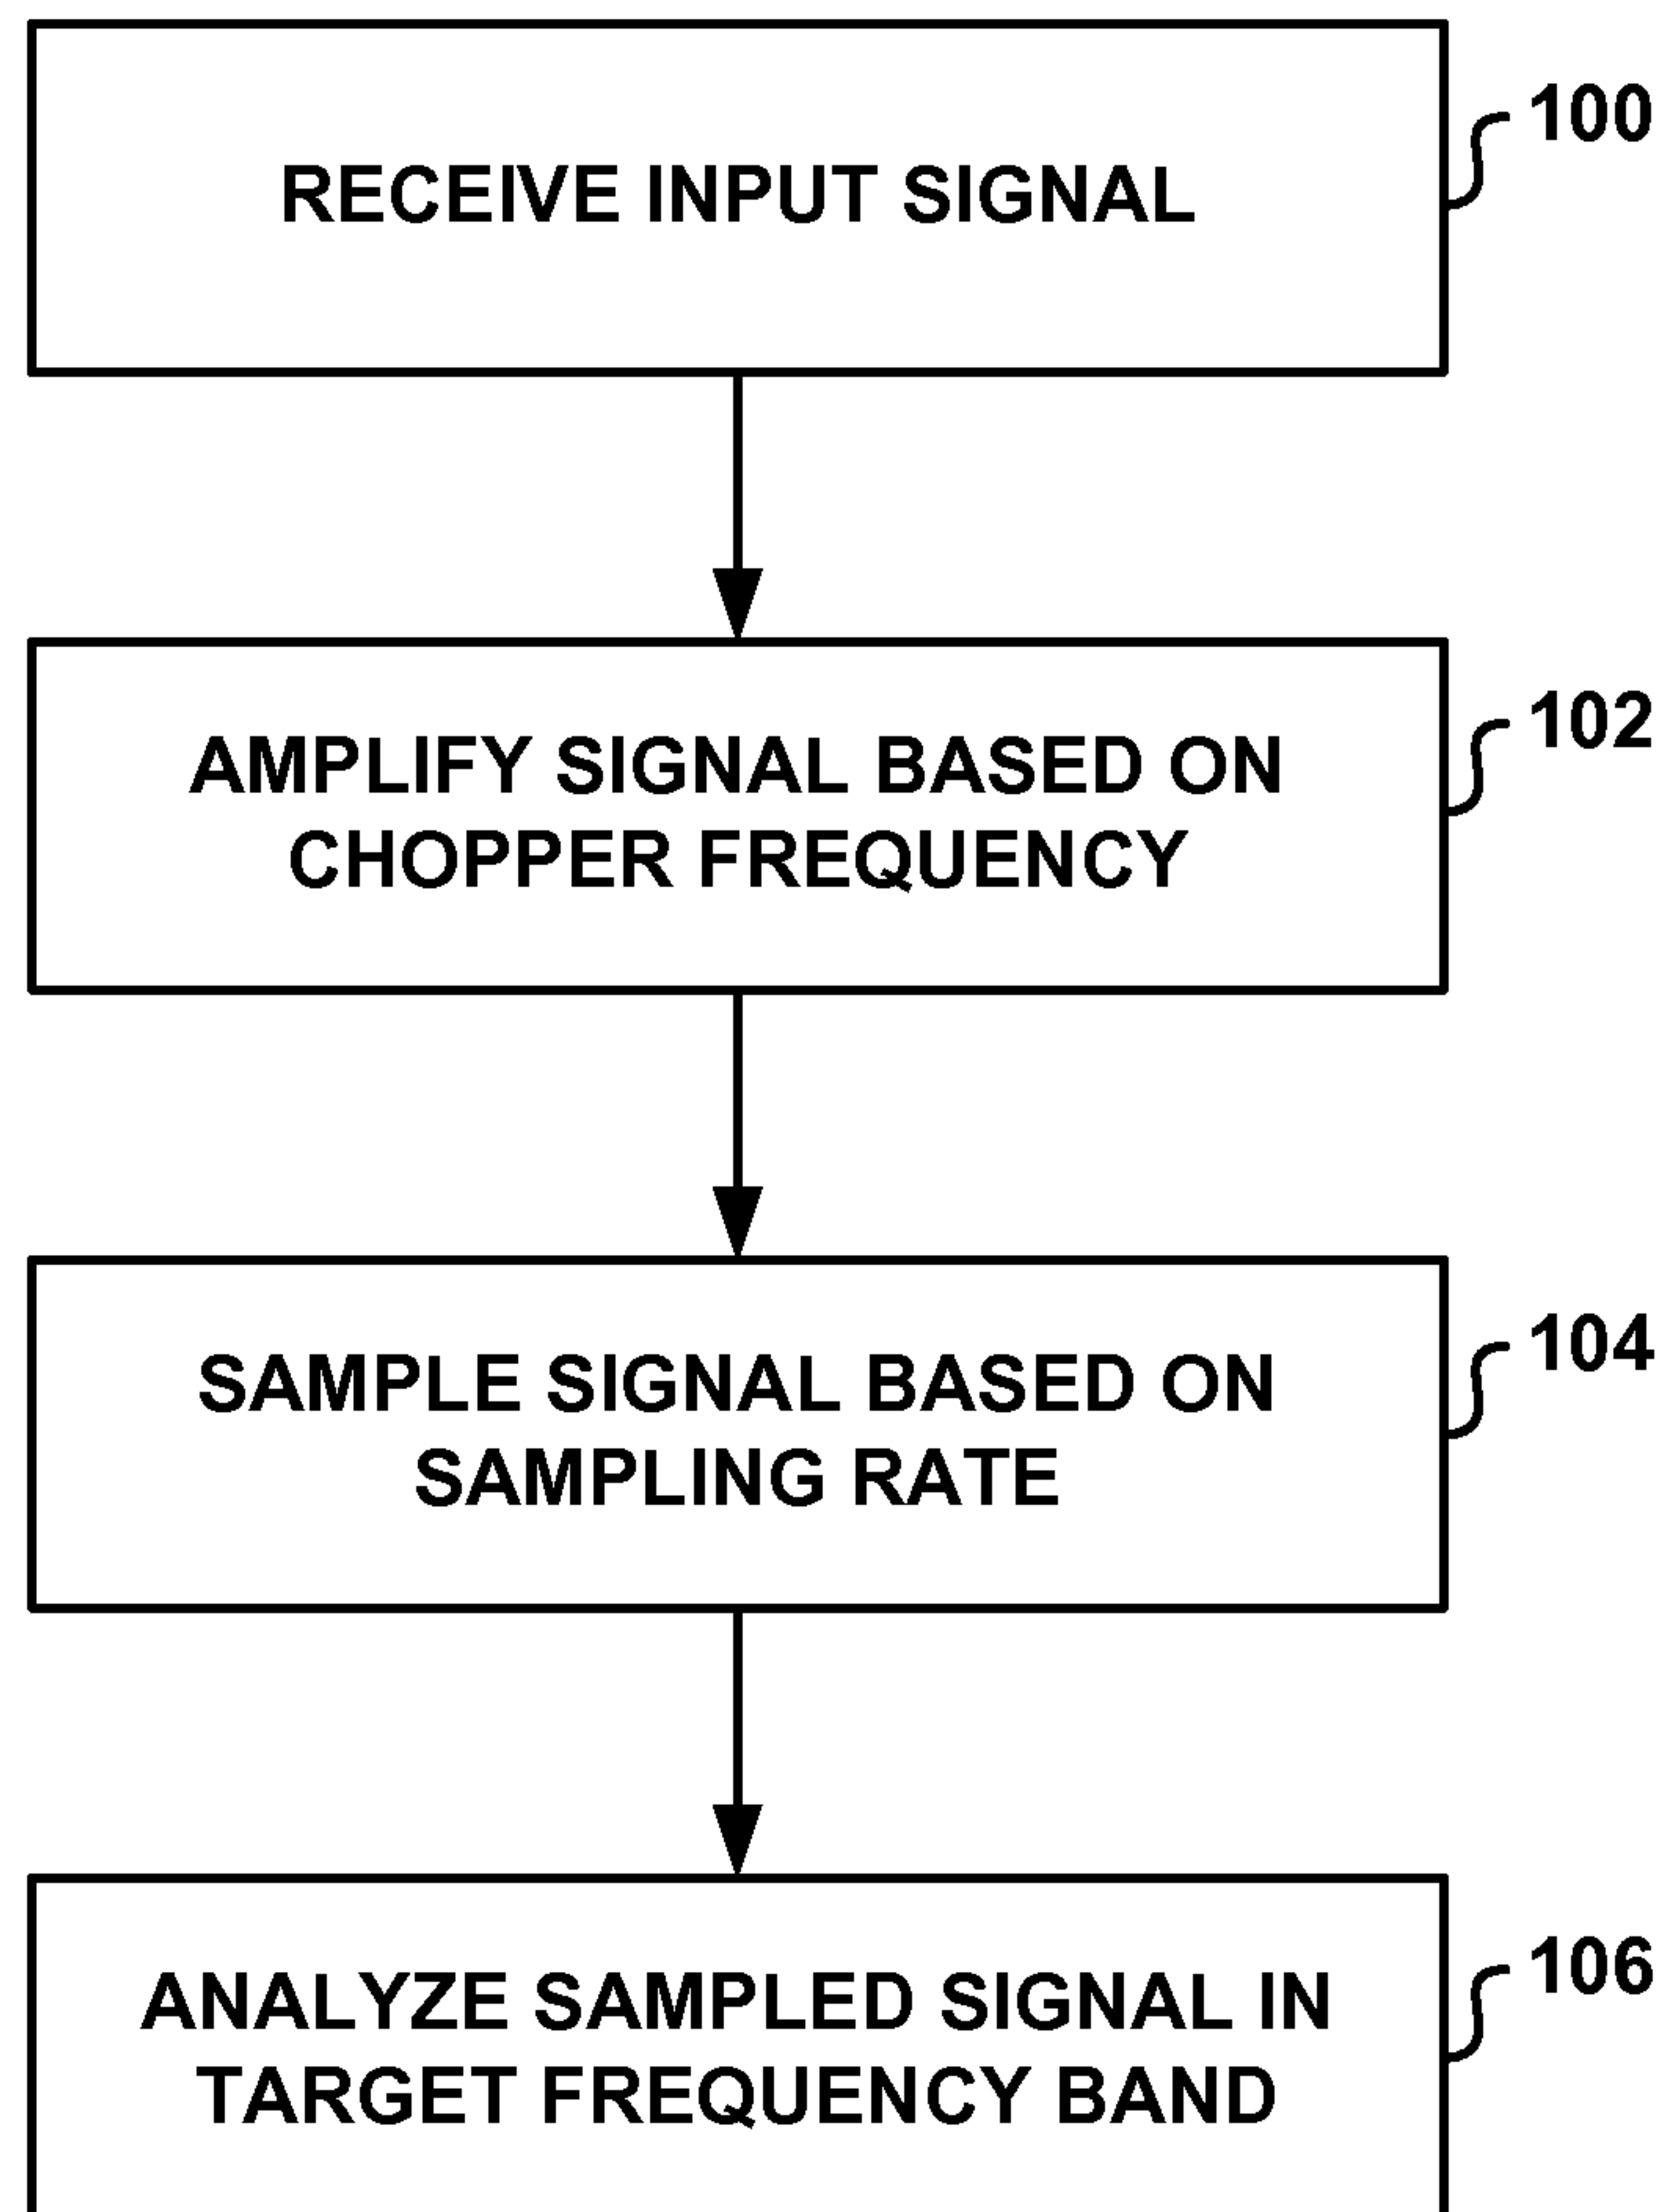 100
RECEIVE INPUT SIGNAL
102
AMPLIFY SIGNAL BASED ON
CHOPPER FREQUENCY
104
SAMPLE SIGNAL BASED ON
SAMPLING RATE
106
ANALYZE SAMPLED SIGNAL IN
TARGET FREQUENCY BAND